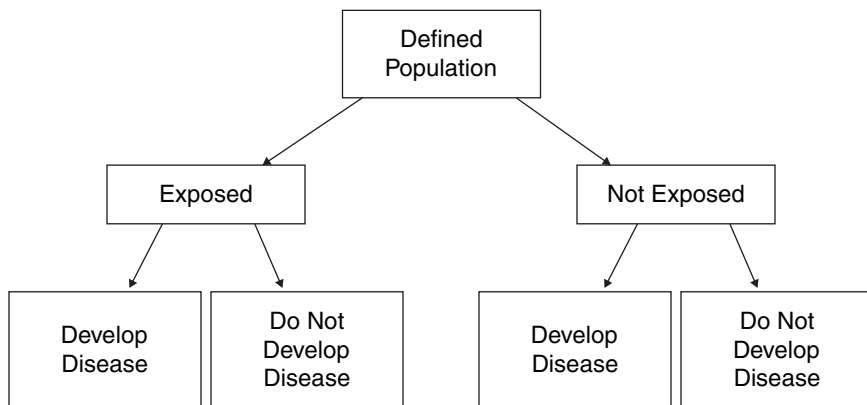 Defined
Population
Exposed
Not Exposed
Develop
Disease
Do Not
Develop
Disease
Develop
Disease
Do Not
Develop
Disease